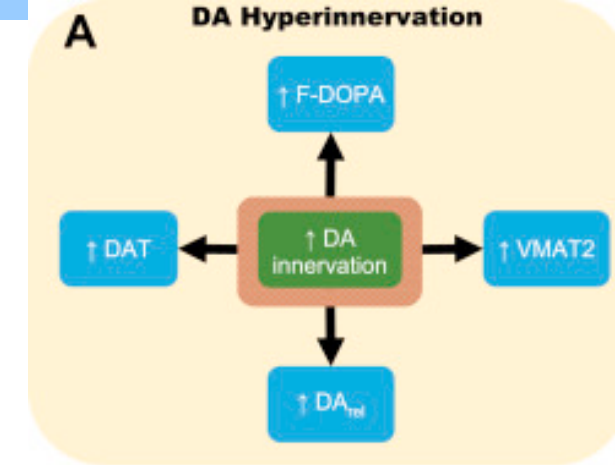 A
DA Hyperinnervation
↑ F-DOPA
↑ DAT
↑ DA
innervation
↑ VMAT2
↑ DArel